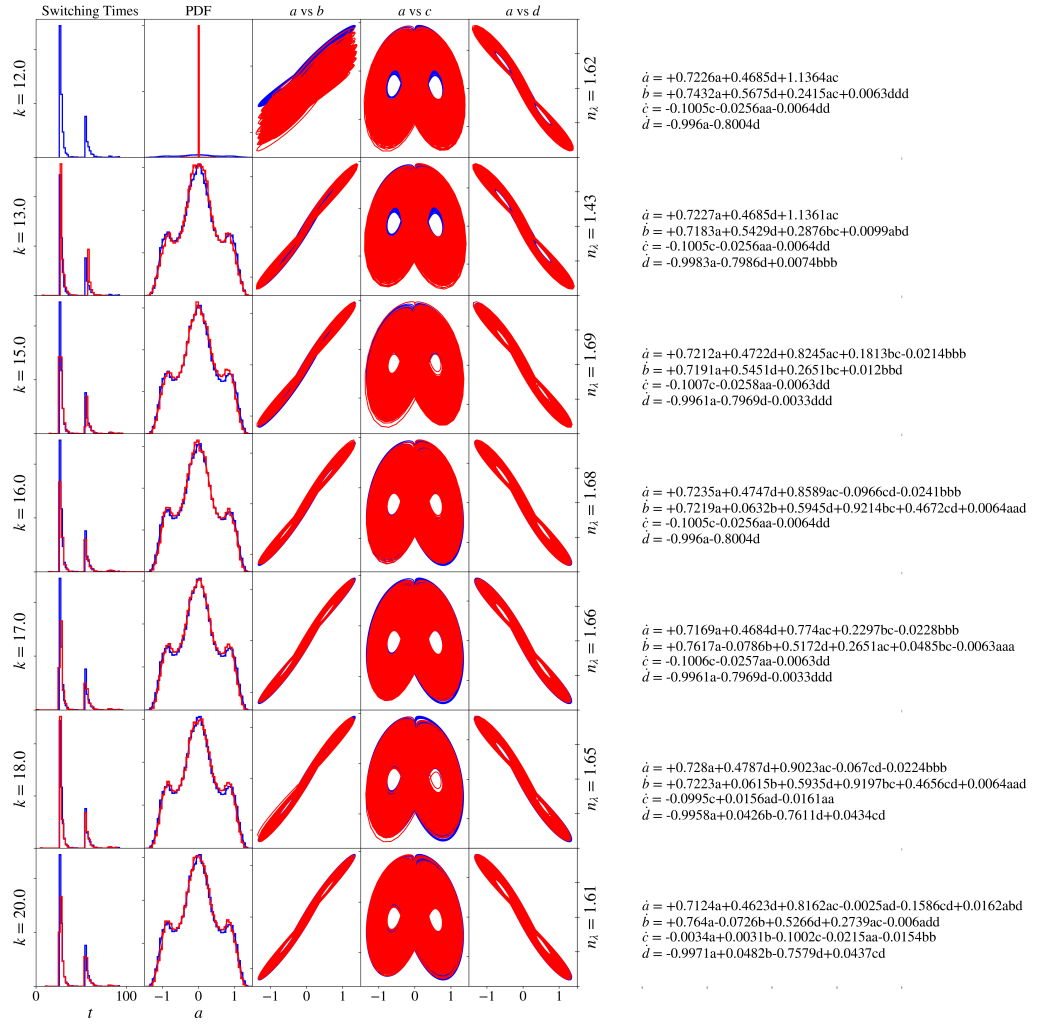 Switching Times PDF a vs b a vs c a vs d
k = 12.0
n_λ = 1.62
ȧ = +0.7226a+0.4685d+1.1364ac
ḃ = +0.7432a+0.5675d+0.2415ac+0.0063ddd
ċ = -0.1005c-0.0256aa-0.0064dd
ḋ = -0.996a-0.8004d
k = 13.0
n_λ = 1.43
ȧ = +0.7227a+0.4685d+1.1361ac
ḃ = +0.7183a+0.5429d+0.2876bc+0.0099abd
ċ = -0.1005c-0.0256aa-0.0064dd
ḋ = -0.9983a-0.7986d+0.0074bbb
k = 15.0
n_λ = 1.69
ȧ = +0.7212a+0.4722d+0.8245ac+0.1813bc-0.0214bbb
ḃ = +0.7191a+0.5451d+0.2651bc+0.012bbd
ċ = -0.1007c-0.0258aa-0.0063dd
ḋ = -0.9961a-0.7969d-0.0033ddd
k = 16.0
n_λ = 1.68
ȧ = +0.7235a+0.4747d+0.8589ac-0.0966cd-0.0241bbb
ḃ = +0.7219a+0.0632b+0.5945d+0.9214bc+0.4672cd+0.0064aad
ċ = -0.1005c-0.0256aa-0.0064dd
ḋ = -0.996a-0.8004d
k = 17.0
n_λ = 1.66
ȧ = +0.7169a+0.4684d+0.774ac+0.2297bc-0.0228bbb
ḃ = +0.7617a-0.0786b+0.5172d+0.2651ac+0.0485bc-0.0063aaa
ċ = -0.1006c-0.0257aa-0.0063dd
ḋ = -0.9961a-0.7969d-0.0033ddd
k = 18.0
n_λ = 1.65
ȧ = +0.728a+0.4787d+0.9023ac-0.067cd-0.0224bbb
ḃ = +0.7223a+0.0615b+0.5935d+0.9197bc+0.4656cd+0.0064aad
ċ = -0.0995c+0.0156ad-0.0161aa
ḋ = -0.9958a+0.0426b-0.7611d+0.0434cd
k = 20.0
n_λ = 1.61
ȧ = +0.7124a+0.4623d+0.8162ac-0.0025ad-0.1586cd+0.0162abd
ḃ = +0.764a-0.0726b+0.5266d+0.2739ac-0.006add
ċ = -0.0034a+0.0031b-0.1002c-0.0215aa-0.0154bb
ḋ = -0.9971a+0.0482b-0.7579d+0.0437cd
0 100 −1 0 1 −1 0 1 −1 0 1 −1 0 1
t a